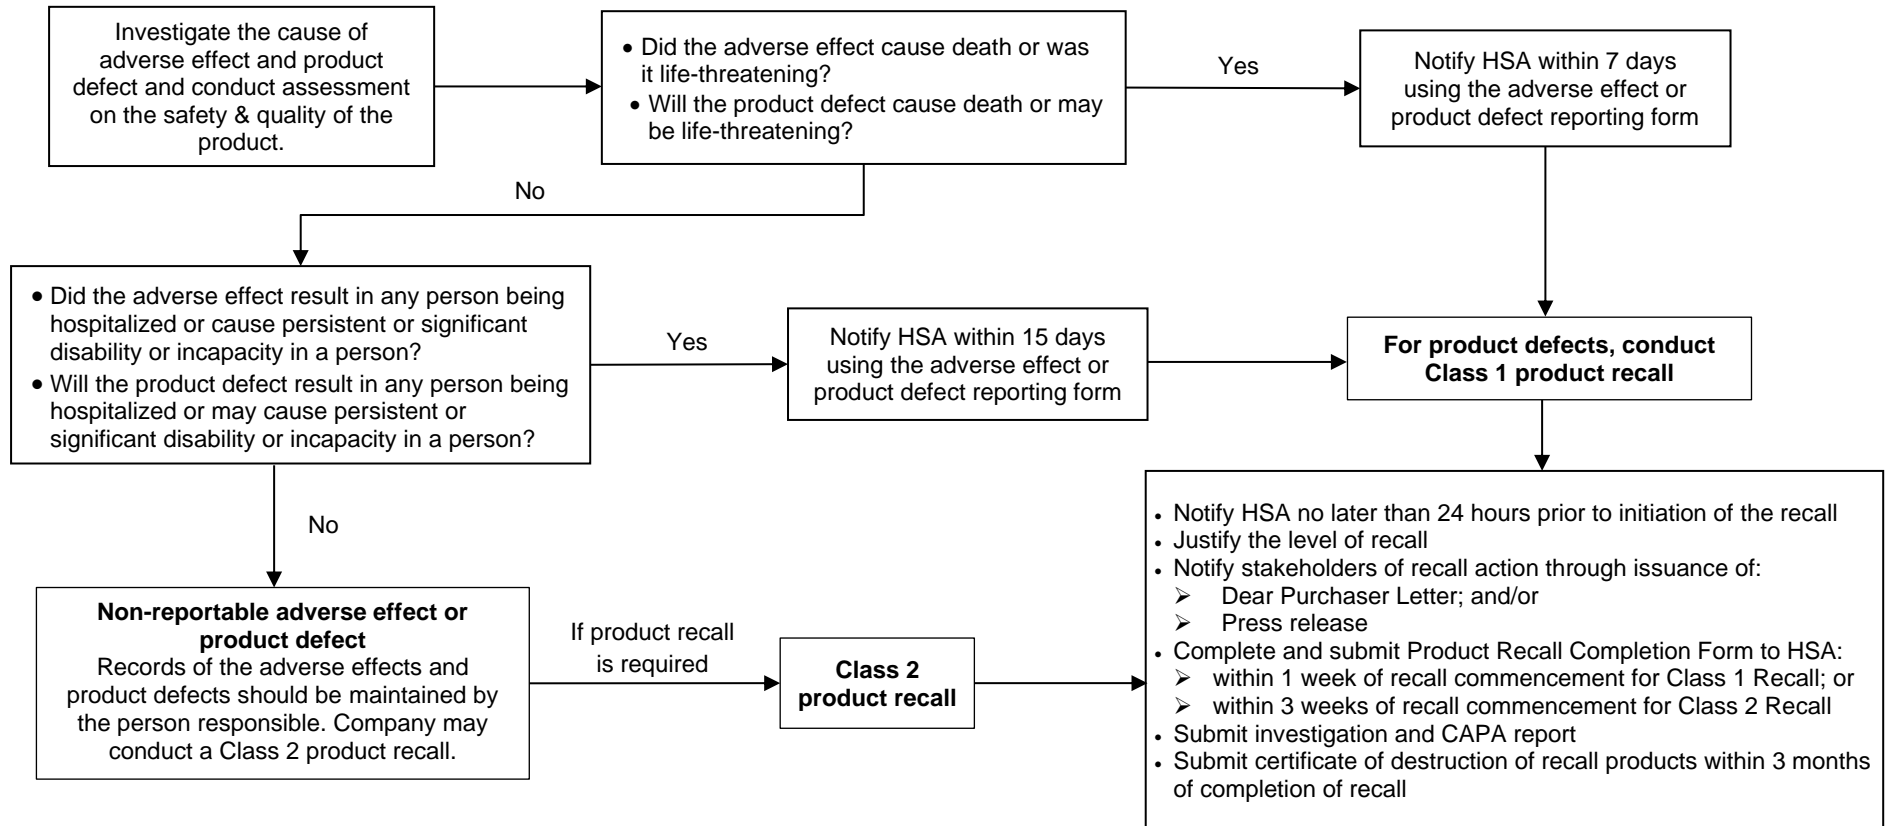 Investigate the cause of
adverse effect and product
defect and conduct assessment
on the safety & quality of the
product.
• Did the adverse effect cause death or was
it life-threatening?
• Will the product defect cause death or may
be life-threatening?
Yes
Notify HSA within 7 days
using the adverse effect or
product defect reporting form
No
• Did the adverse effect result in any person being
hospitalized or cause persistent or significant
disability or incapacity in a person?
• Will the product defect result in any person being
hospitalized or may cause persistent or
significant disability or incapacity in a person?
Yes
Notify HSA within 15 days
using the adverse effect or
product defect reporting form
For product defects, conduct
Class 1 product recall
No
Non-reportable adverse effect or
product defect
Records of the adverse effects and
product defects should be maintained by
the person responsible. Company may
conduct a Class 2 product recall.
If product recall
is required
Class 2
product recall
• Notify HSA no later than 24 hours prior to initiation of the recall
• Justify the level of recall
• Notify stakeholders of recall action through issuance of:
➢ Dear Purchaser Letter; and/or
➢ Press release
• Complete and submit Product Recall Completion Form to HSA:
➢ within 1 week of recall commencement for Class 1 Recall; or
➢ within 3 weeks of recall commencement for Class 2 Recall
• Submit investigation and CAPA report
• Submit certificate of destruction of recall products within 3 months
of completion of recall